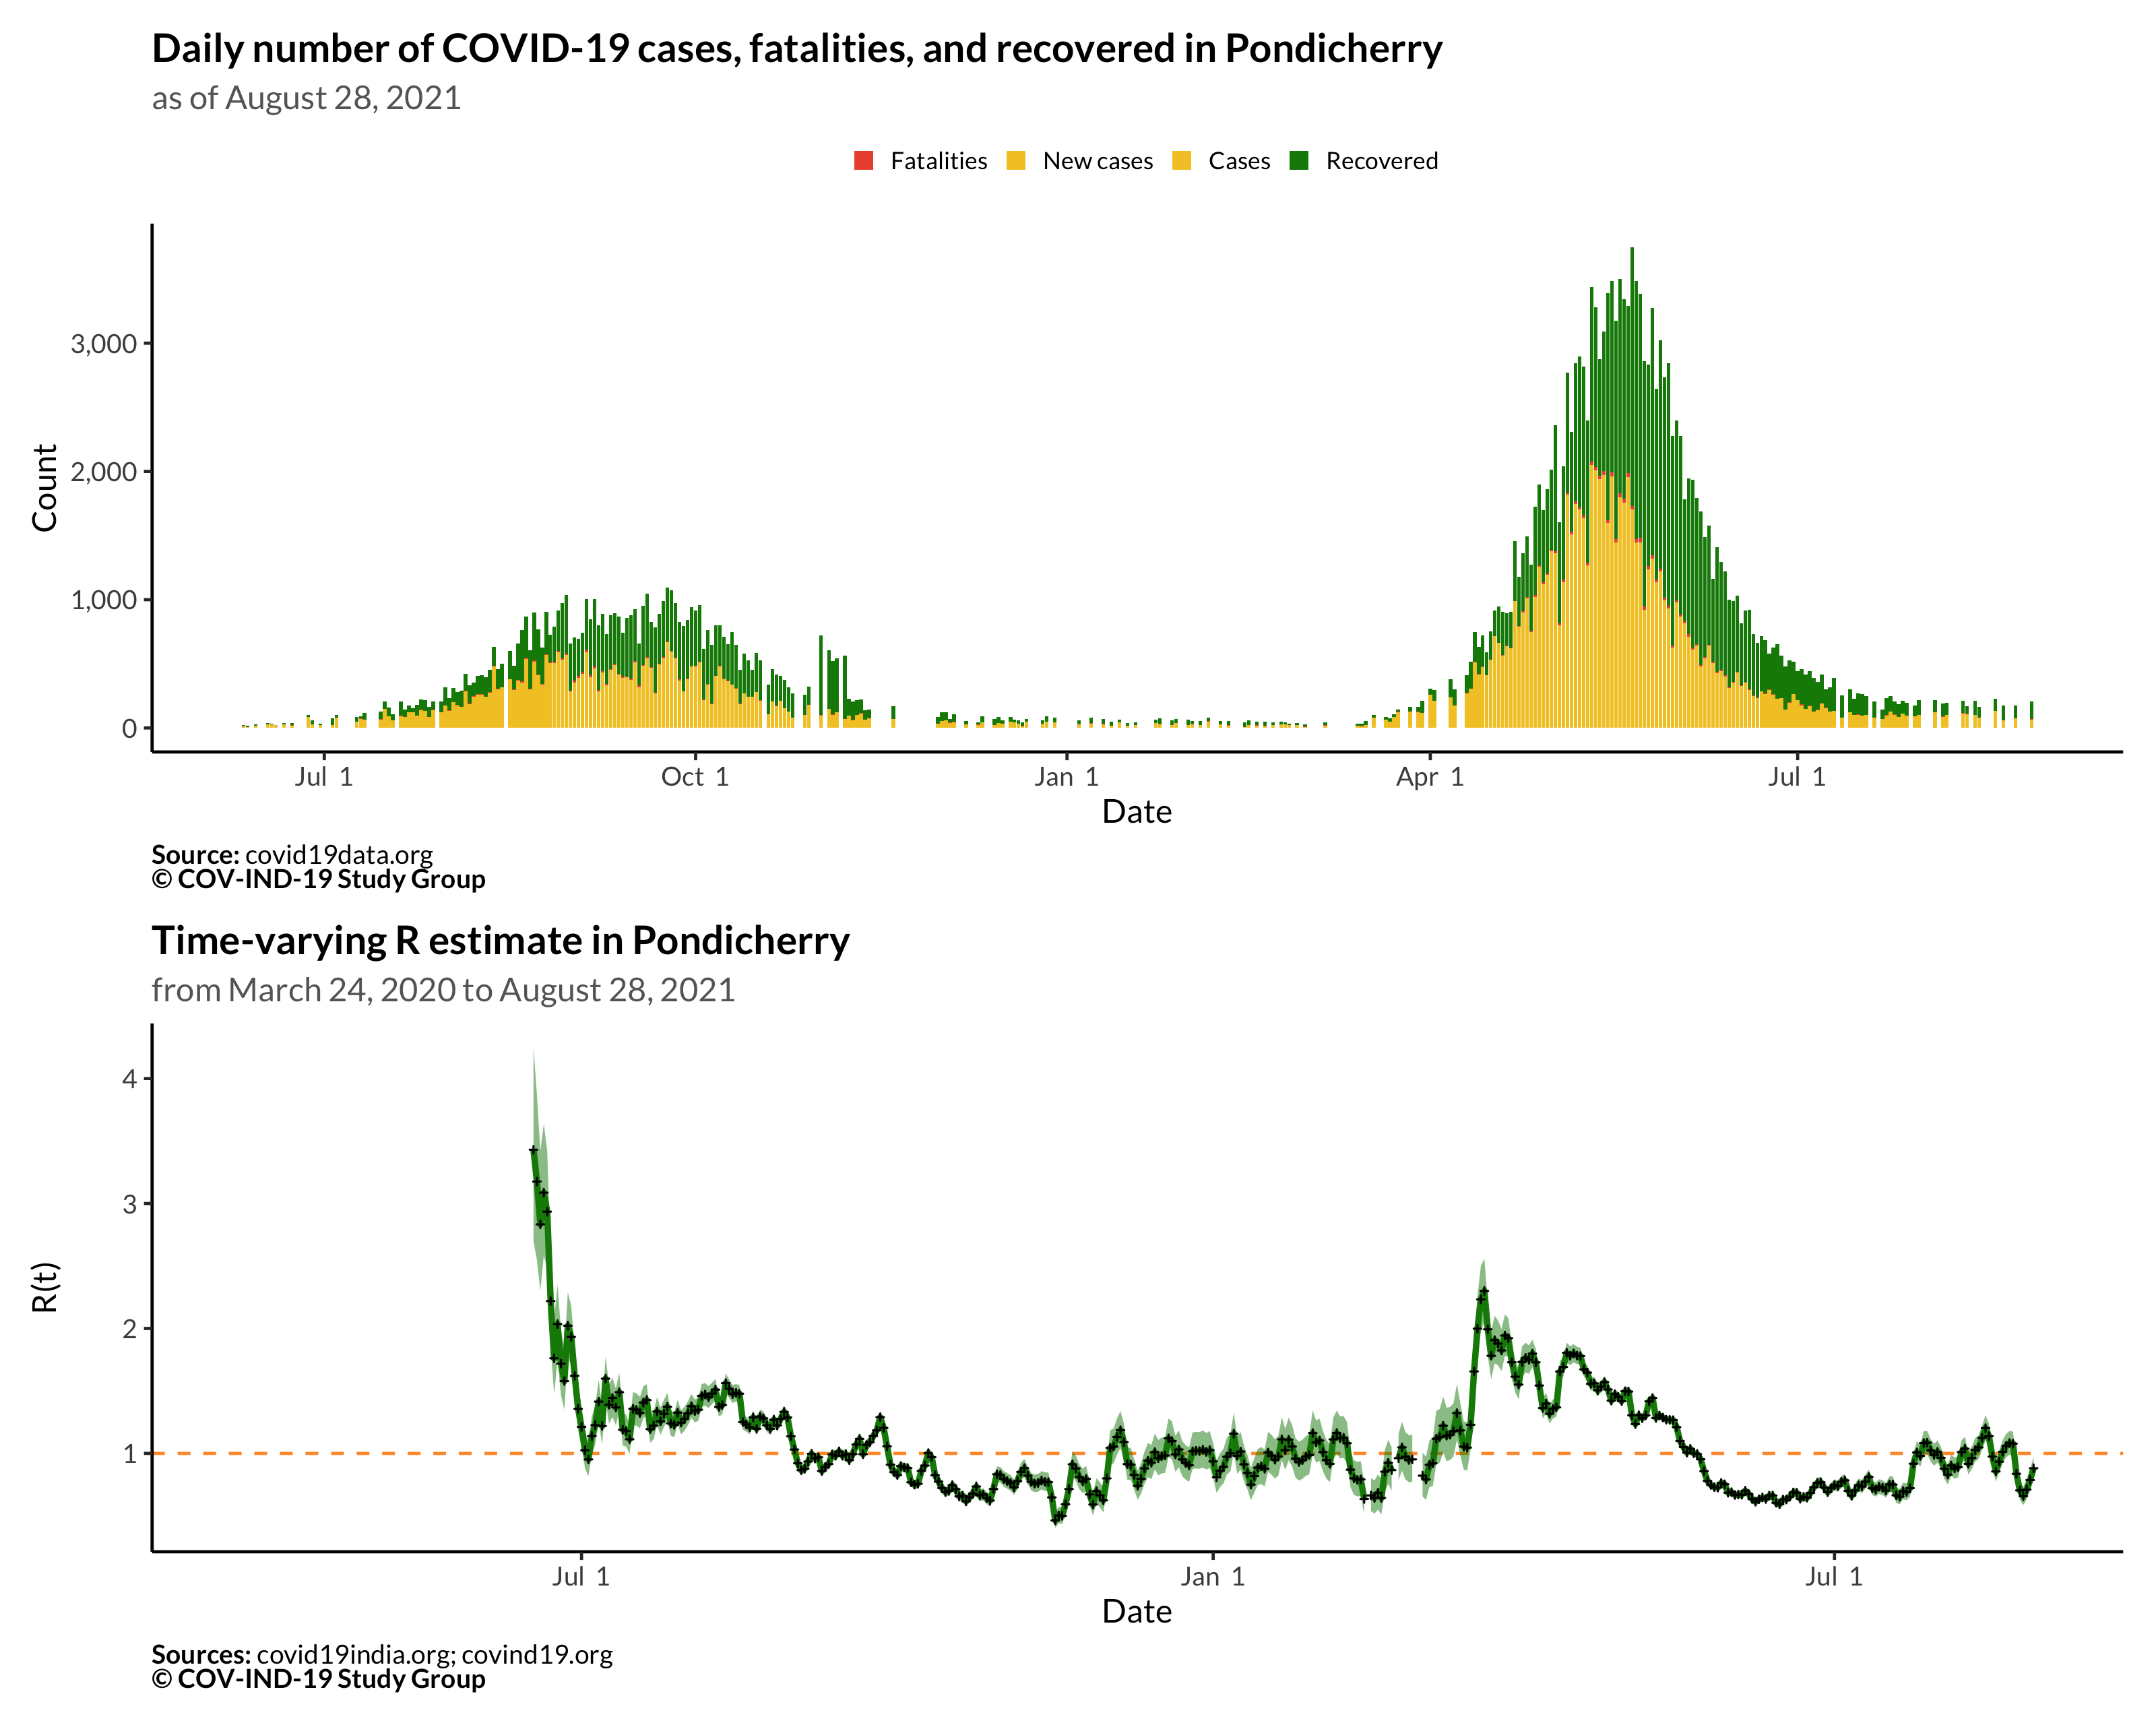 Daily number of COVID-19 cases, fatalities, and recovered in Pondicherry
as of August 28, 2021
Fatalities New cases Cases Recovered
Count
3,000
2,000
1,000
0
Jul 1 Oct 1 Jan 1 Apr 1 Jul 1
Date
Source: covid19data.org
© COV-IND-19 Study Group
Time-varying R estimate in Pondicherry
from March 24, 2020 to August 28, 2021
R(t)
4
3
2
1
Jul 1 Jan 1 Jul 1
Date
Sources: covid19india.org; covind19.org
© COV-IND-19 Study Group